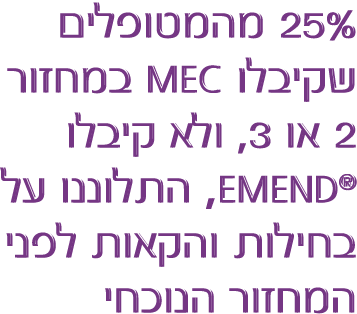 25% מהמטופלים
שקיבלו MEC במחזור
2 או 3, ולא קיבלו
EMEND®, התלוננו על
בחילות והקאות לפני
המחזור הנוכחי